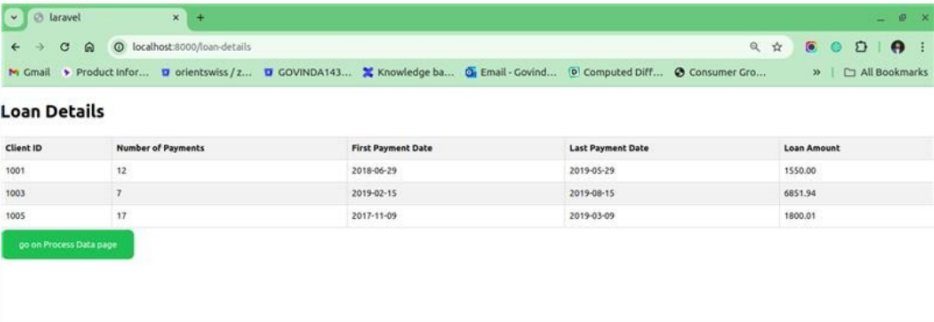 laravel
localhost:8000/loan-details
Gmail Product Infor... orientswiss / z... GOVINDA143... Knowledge ba... Email - Govind... Computed Diff... Consumer Gro... » All Bookmarks
Loan Details
Client ID Number of Payments First Payment Date Last Payment Date Loan Amount
1001 12 2018-06-29 2019-05-29 1550.00
1003 7 2019-02-15 2019-08-15 6851.94
1005 17 2017-11-09 2019-03-09 1800.01
go on Process Data page